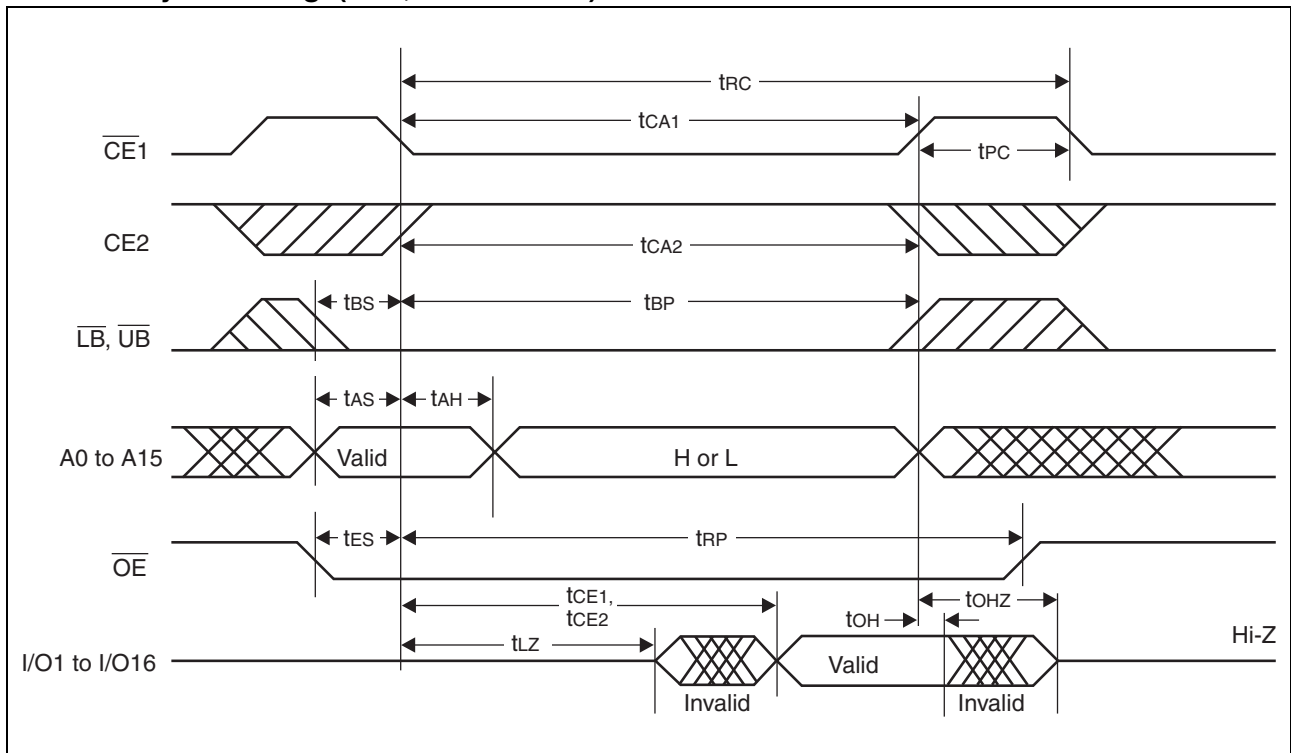 tRC
tCA1
CE1
tPC
CE2
tCA2
tBS
tBP
LB, UB
tAS
tAH
A0 to A15
Valid
H or L
tES
tRP
OE
tCE1,
tCE2
tOH
tOHZ
tLZ
Hi-Z
I/O1 to I/O16
Valid
Invalid
Invalid